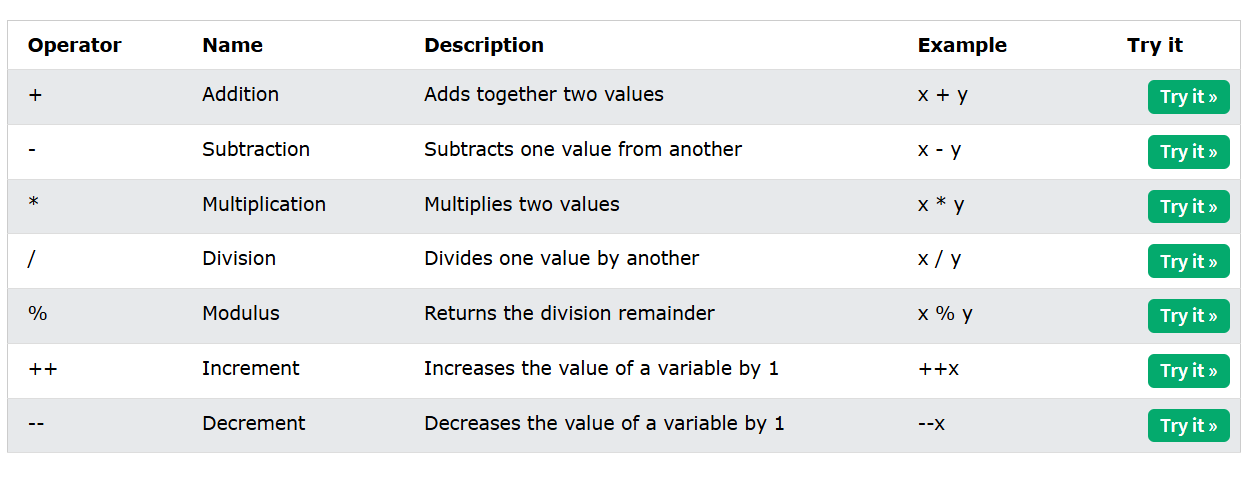 Operator Name Description Example Try it
+ Addition Adds together two values x + y Try it »
- Subtraction Subtracts one value from another x - y Try it »
* Multiplication Multiplies two values x * y Try it »
/ Division Divides one value by another x / y Try it »
% Modulus Returns the division remainder x % y Try it »
++ Increment Increases the value of a variable by 1 ++x Try it »
-- Decrement Decreases the value of a variable by 1 --x Try it »